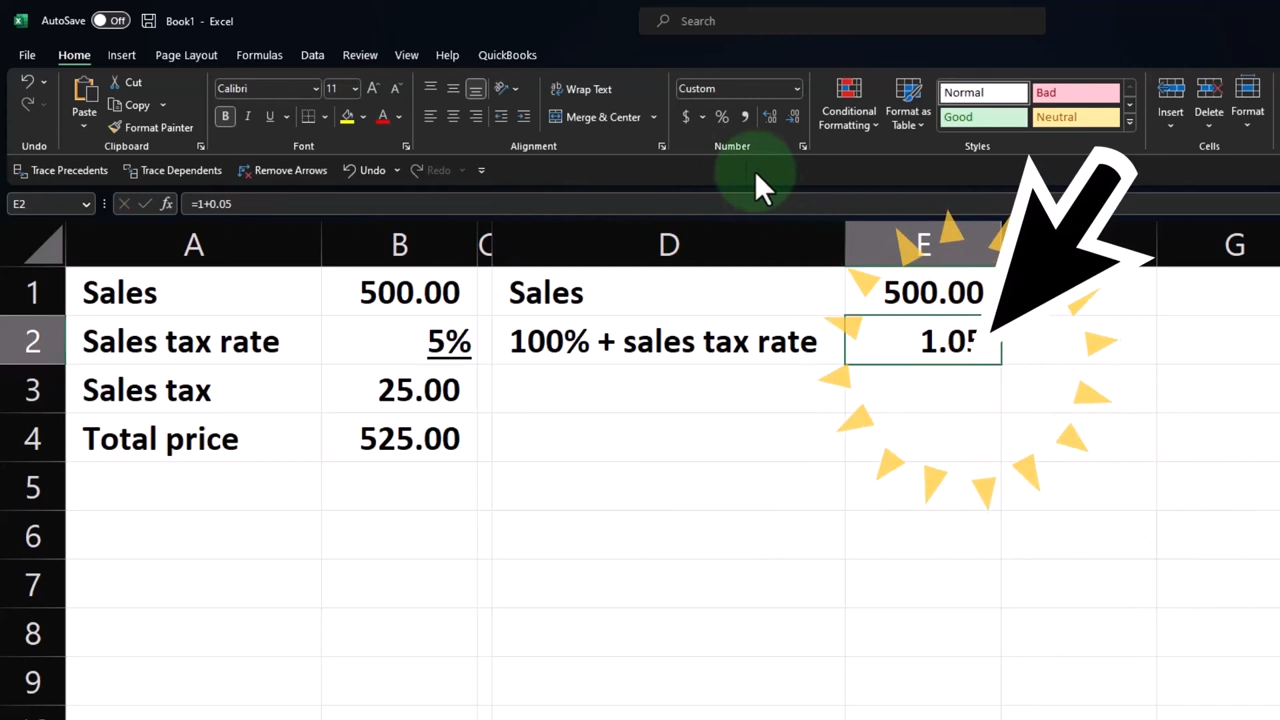 AutoSave Off Book1 - Excel Search
File Home Insert Page Layout Formulas Data Review View Help QuickBooks
Cut Calibri 11 Wrap Text Custom Normal Bad
Paste Copy Merge & Center $ % Conditional Formatting Format as Table Good Neutral Insert Delete Format
Format Painter B I U A
Undo Clipboard Font Alignment Number Styles Cells
Trace Precedents Trace Dependents Remove Arrows Undo Redo
E2 fx =1+0.05
A B C D E G
1 Sales 500.00 Sales 500.00
2 Sales tax rate 5% 100% + sales tax rate 1.05
3 Sales tax 25.00
4 Total price 525.00
5
6
7
8
9